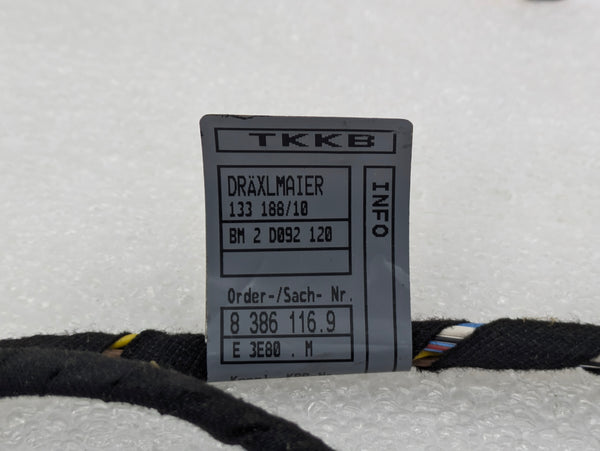 TKKB
DRÄXLMAIER
133 188/10
BM 2 D092 120
INFO
Order-/Sach- Nr.
8 386 116.9
E 3E80 . M